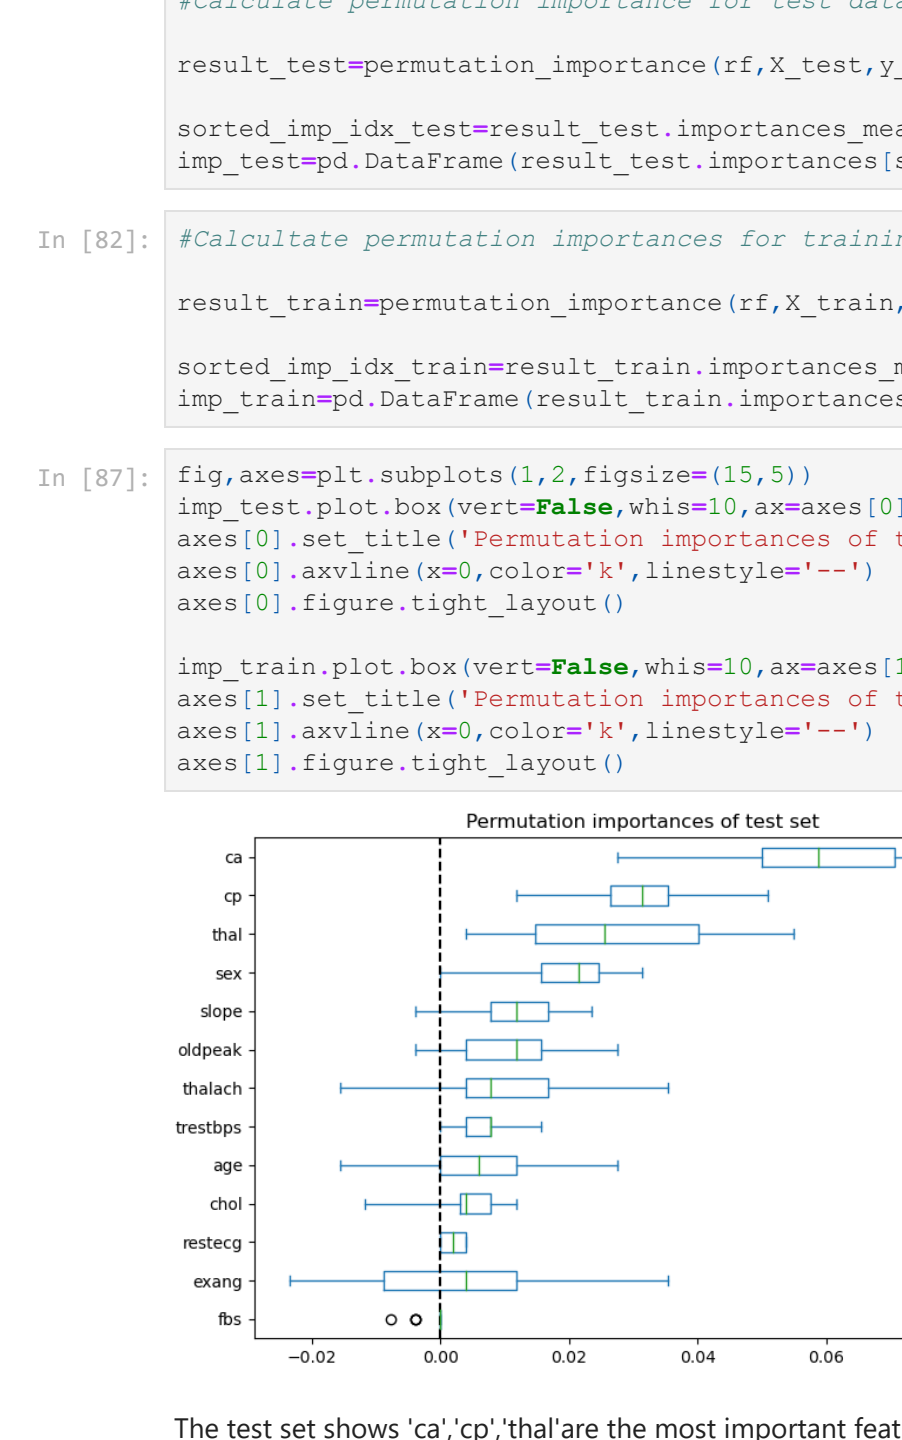 #Calculate permutation importance for test data
result_test=permutation_importance(rf,X_test,y_
sorted_imp_idx_test=result_test.importances_mea
imp_test=pd.DataFrame(result_test.importances[s
In [82]:
#Calcultate permutation importances for trainin
result_train=permutation_importance(rf,X_train,
sorted_imp_idx_train=result_train.importances_m
imp_train=pd.DataFrame(result_train.importances
In [87]:
fig,axes=plt.subplots(1,2,figsize=(15,5))
imp_test.plot.box(vert=False,whis=10,ax=axes[0]
axes[0].set_title('Permutation importances of t
axes[0].axvline(x=0,color='k',linestyle='--')
axes[0].figure.tight_layout()
imp_train.plot.box(vert=False,whis=10,ax=axes[1
axes[1].set_title('Permutation importances of t
axes[1].axvline(x=0,color='k',linestyle='--')
axes[1].figure.tight_layout()
Permutation importances of test set
ca
cp
thal
sex
slope
oldpeak
thalach
trestbps
age
chol
restecg
exang
fbs
−0.02 0.00 0.02 0.04 0.06
The test set shows 'ca','cp','thal'are the most important feat